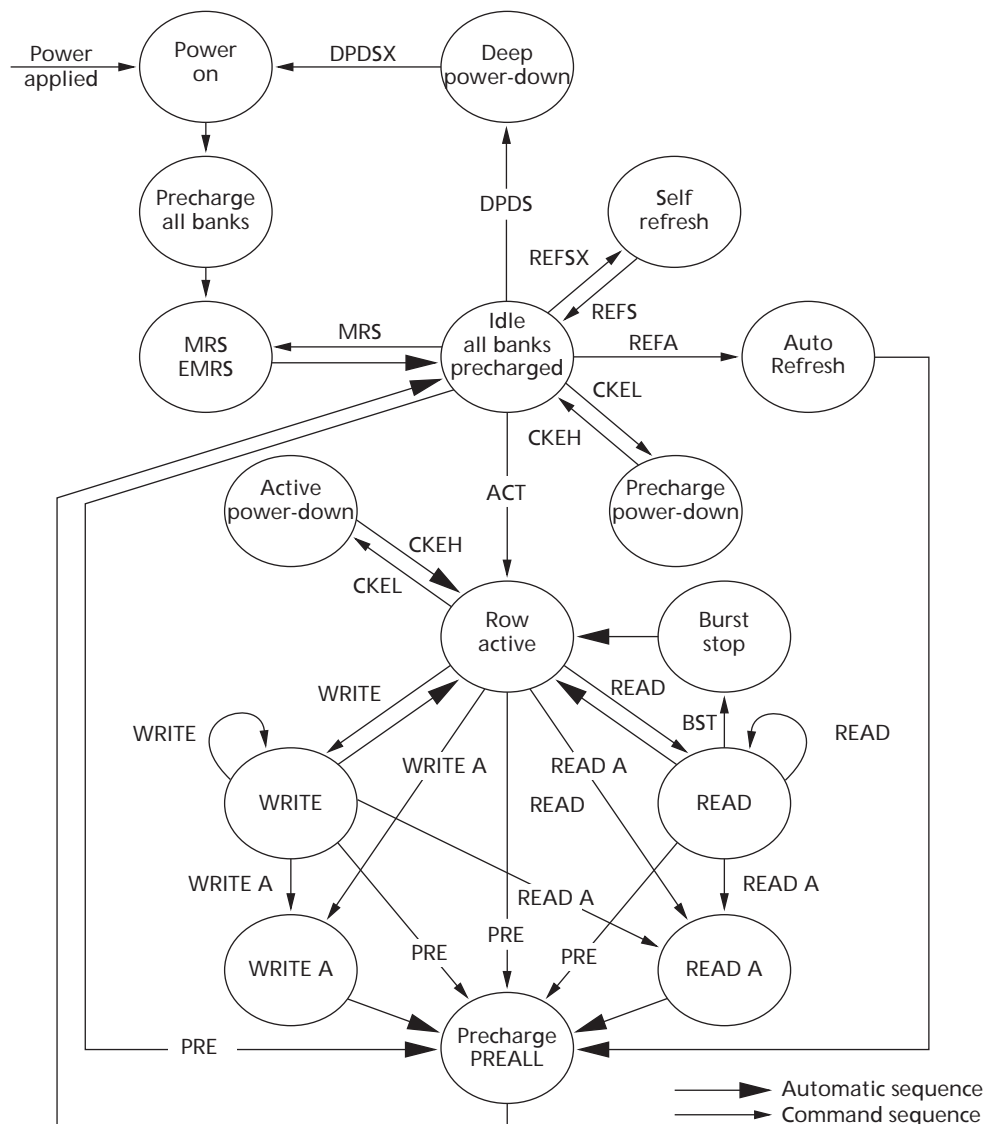 Power
applied
Power
on
DPDSX
Deep
power-down
Precharge
all banks
DPDS
Self
refresh
REFSX
REFS
MRS
EMRS
MRS
Idle
all banks
precharged
REFA
Auto
Refresh
CKEL
CKEH
Active
power-down
ACT
Precharge
power-down
CKEH
CKEL
Row
active
Burst
stop
WRITE
READ
WRITE
BST
READ
WRITE A
READ A
WRITE
READ
READ
WRITE A
READ A
READ A
PRE
PRE
PRE
WRITE A
READ A
PRE
Precharge
PREALL
Automatic sequence
Command sequence